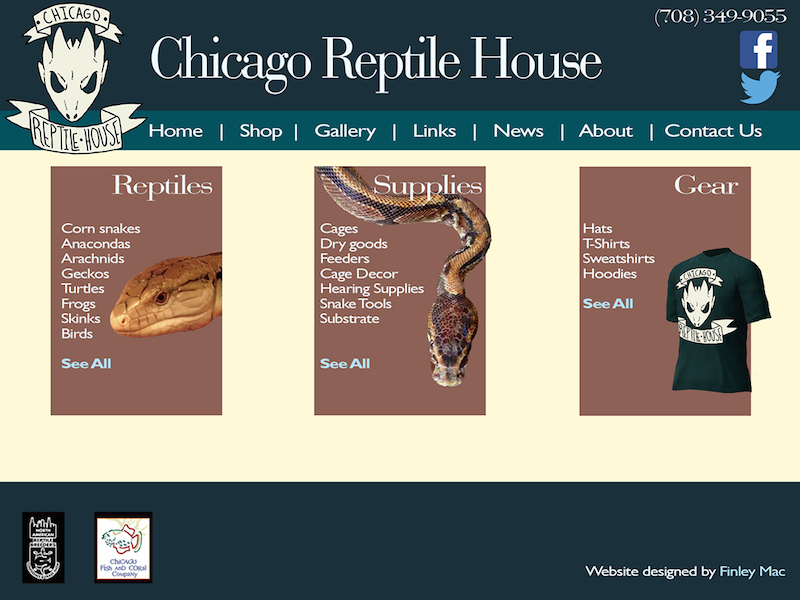 CHICAGO
REPTILE·HOUSE
Chicago Reptile House
(708) 349-9055
f
Home | Shop | Gallery | Links | News | About | Contact Us
Reptiles
Corn snakes
Anacondas
Arachnids
Geckos
Turtles
Frogs
Skinks
Birds
See All
Supplies
Cages
Dry goods
Feeders
Cage Decor
Hearing Supplies
Snake Tools
Substrate
See All
Gear
Hats
T-Shirts
Sweatshirts
Hoodies
See All
CHICAGO
REPTILE·HOUSE
NORTH
AMERICAN
REPTILE
BREEDERS
CHICAGO
FISH AND CORAL
COMPANY
Website designed by Finley Mac